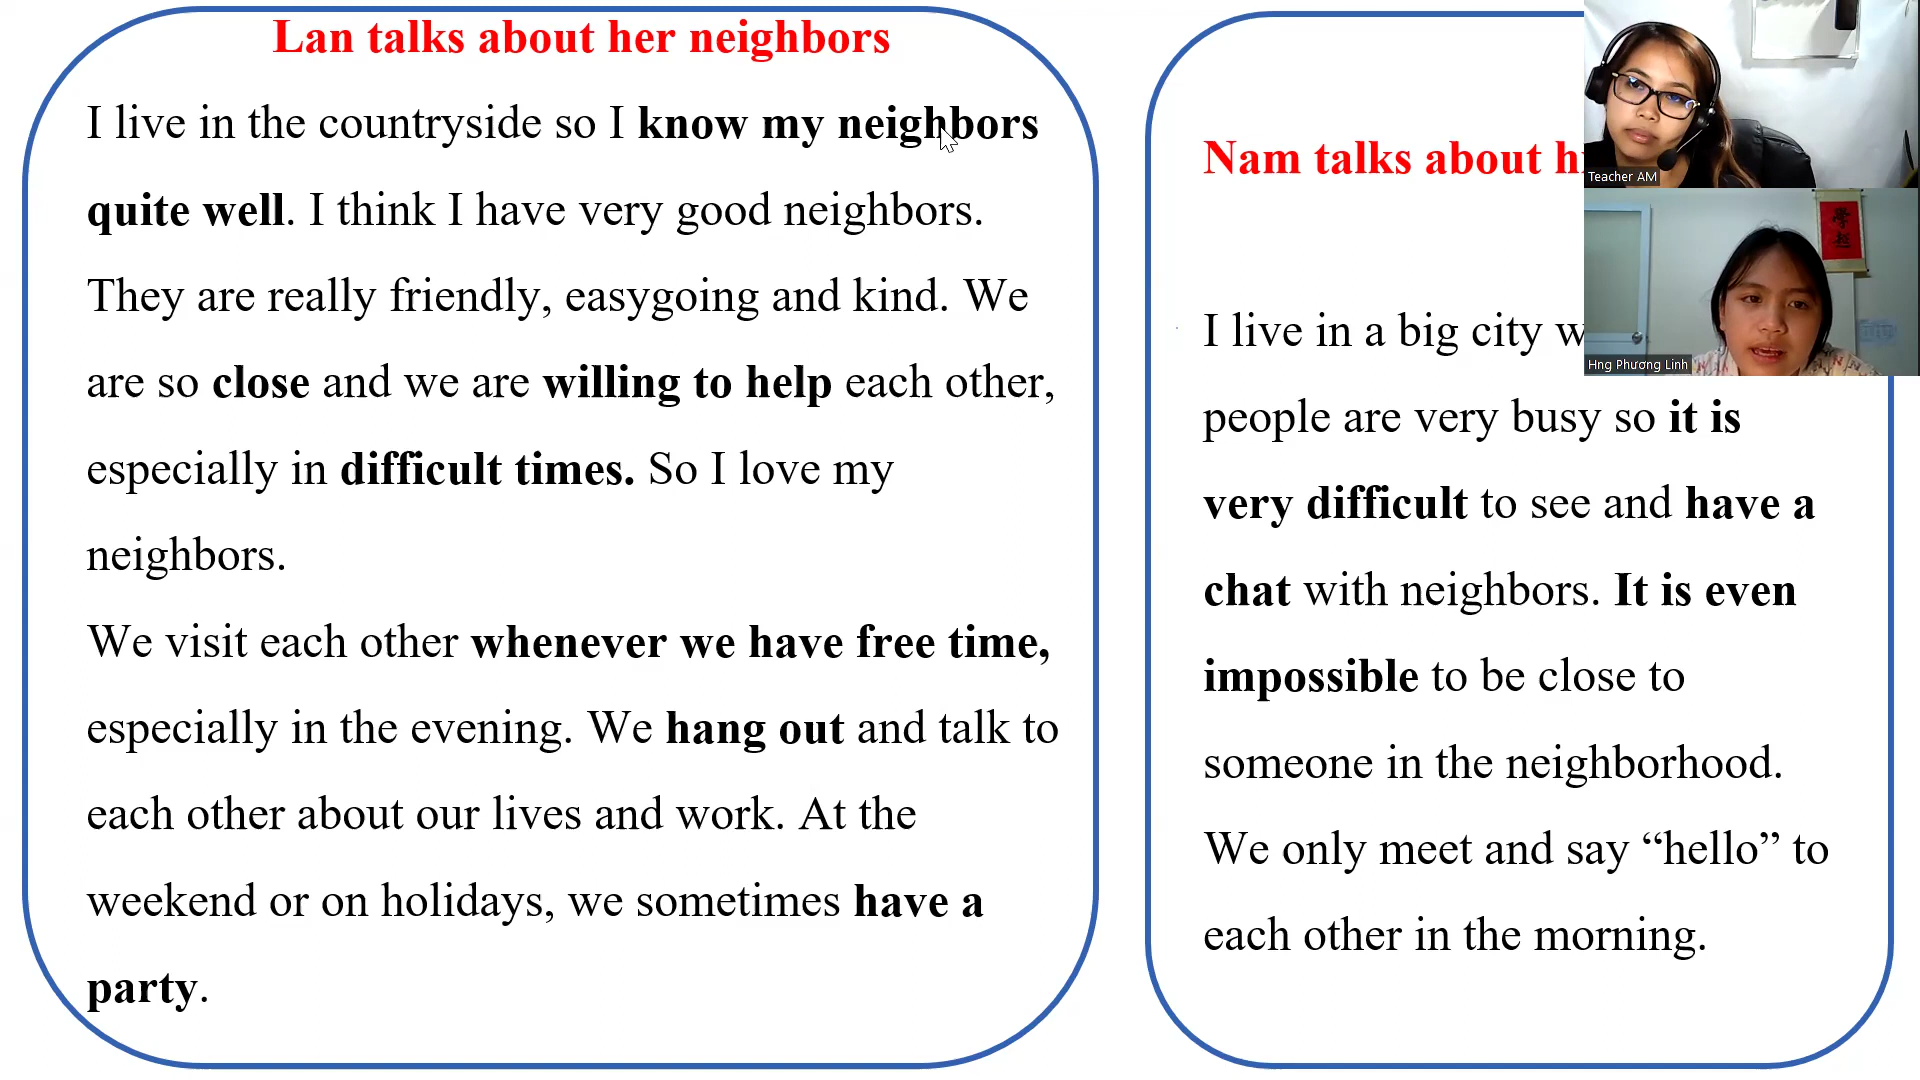 Lan talks about her neighbors
I live in the countryside so I know my neighbors
quite well. I think I have very good neighbors.
They are really friendly, easygoing and kind. We
are so close and we are willing to help each other,
especially in difficult times. So I love my
neighbors.
We visit each other whenever we have free time,
especially in the evening. We hang out and talk to
each other about our lives and work. At the
weekend or on holidays, we sometimes have a
party.
Nam talks about
I live in a big city
people are very busy so it is
very difficult to see and have a
chat with neighbors. It is even
impossible to be close to
someone in the neighborhood.
We only meet and say “hello” to
each other in the morning.
Teacher AM
Hng Phương Linh